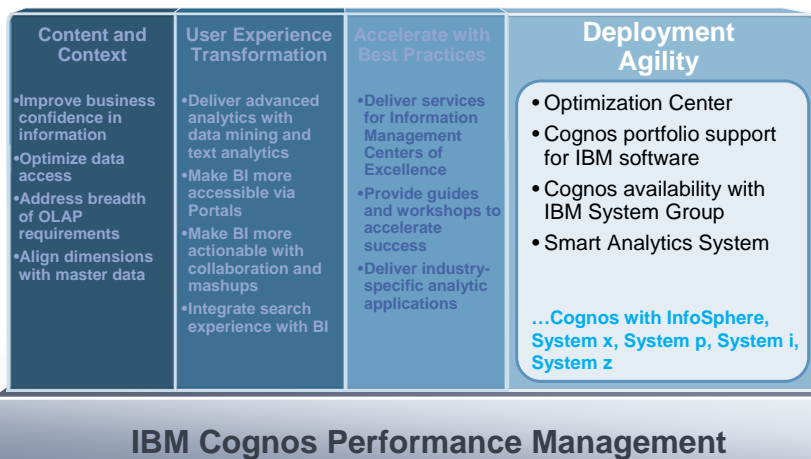 Content and
Context
•Improve business
confidence in
information
•Optimize data
access
•Address breadth
of OLAP
requirements
•Align dimensions
with master data
User Experience
Transformation
•Deliver advanced
analytics with
data mining and
text analytics
•Make BI more
accessible via
Portals
•Make BI more
actionable with
collaboration and
mashups
•Integrate search
experience with BI
Accelerate with
Best Practices
•Deliver services
for Information
Management
Centers of
Excellence
•Provide guides
and workshops to
accelerate
success
•Deliver industry-
specific analytic
applications
Deployment
Agility
• Optimization Center
• Cognos portfolio support
for IBM software
• Cognos availability with
IBM System Group
• Smart Analytics System
…Cognos with InfoSphere,
System x, System p, System i,
System z
IBM Cognos Performance Management